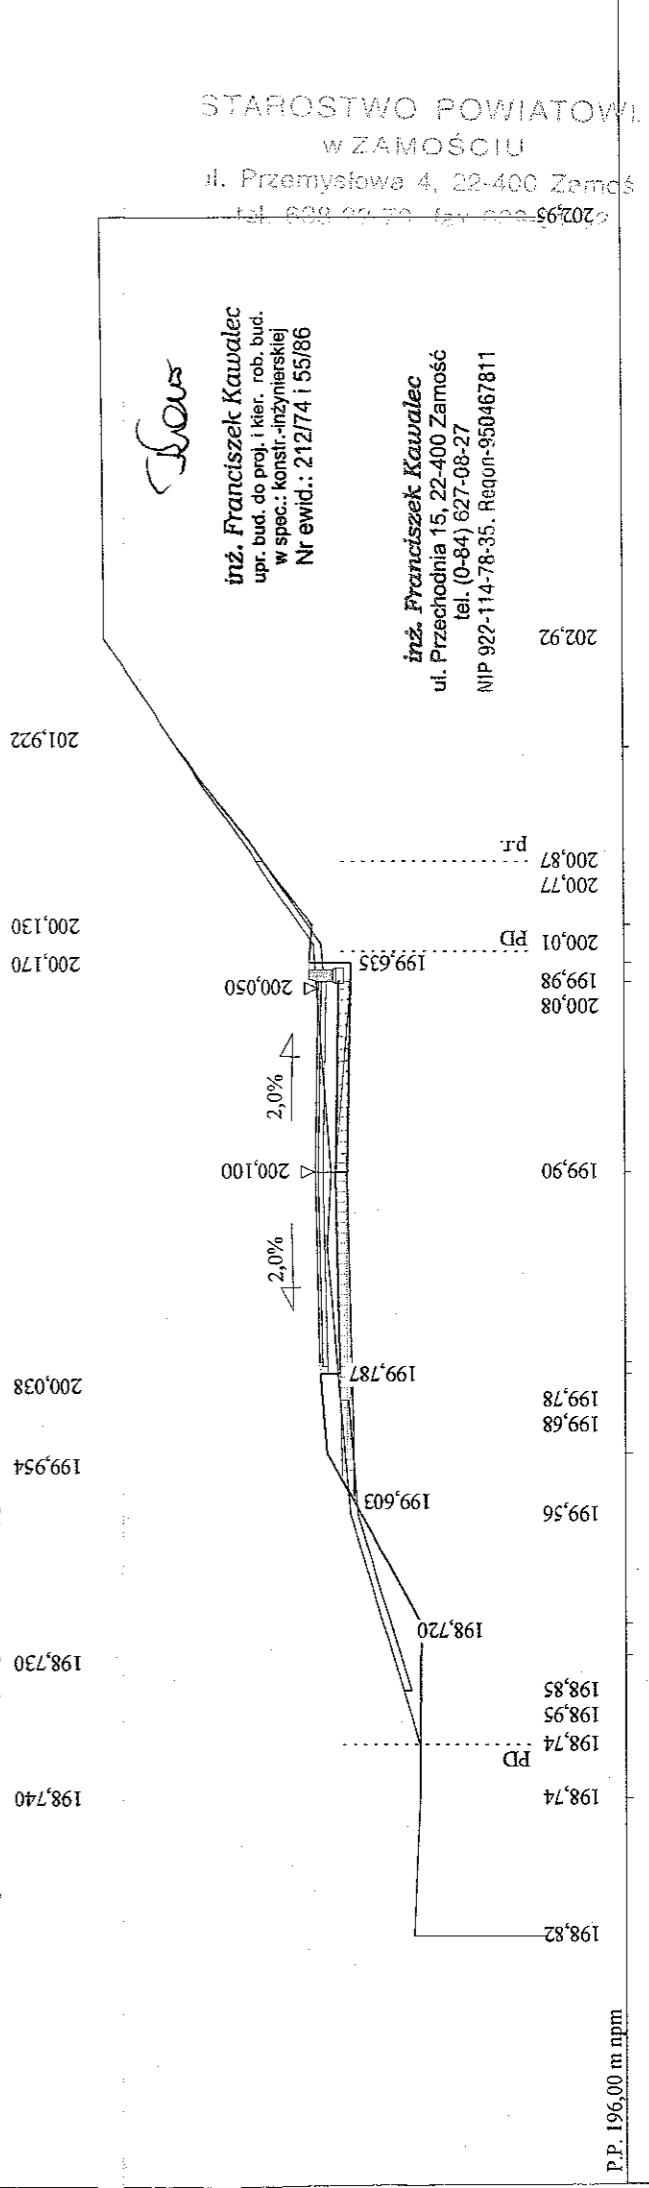 STAROSTWO POWIATOW
w ZAMOŚCIU
ul. Przemysłowa 4, 22-400 Zamoś
202,95
inż. Franciszek Kawalec
upr. bud. do proj. i kier. rob. bud.
w spec.: konstr.-inżynierskiej
Nr ewid.: 212/74 i 55/86
inż. Franciszek Kawalec
ul. Przechodnia 15, 22-400 Zamość
tel. (0-84) 627-08-27
NIP 922-114-78-35, Regon-950467811
202,92
201,922
p.r.
200,87
200,77
200,130
PD
200,01
200,170
199,635
199,98
200,050
200,08
2,0%
200,100
199,90
2,0%
200,038
199,787
199,78
199,68
199,954
199,603
199,56
198,720
198,730
198,85
198,95
198,74
PD
198,740
198,74
198,82
P.P. 196,00 m npm